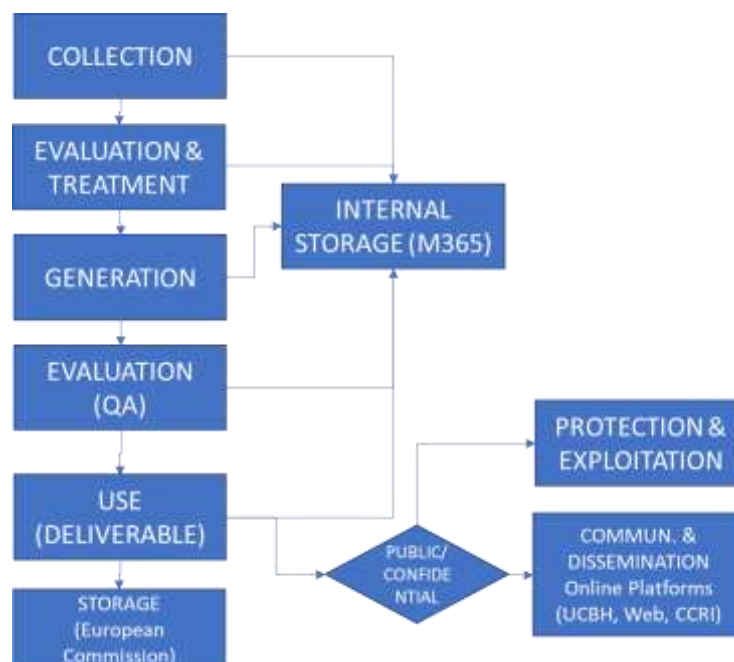 COLLECTION
EVALUATION &
TREATMENT
INTERNAL
STORAGE (M365)
GENERATION
EVALUATION
(QA)
PROTECTION &
EXPLOITATION
USE
(DELIVERABLE)
PUBLIC/
CONFIDE
NTIAL
COMMUN. &
DISSEMINATION
Online Platforms
(UCBH, Web, CCRI)
STORAGE
(European
Commission)